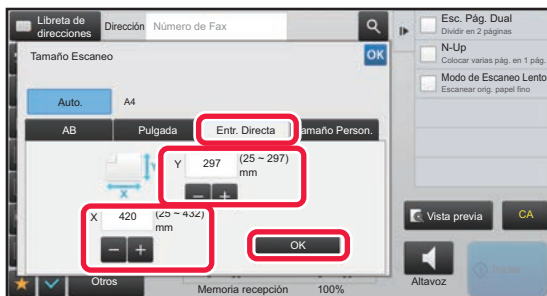 Libreta de
direcciones
Dirección
Número de Fax
Tamaño Escaneo
OK
Auto.
A4
AB
Pulgada
Entr. Directa
Tamaño Person.
Y
Y
297
(25 ~ 297)
mm
X
X
420
(25 ~ 432)
mm
OK
Otros
Memoria recepción
100%
Esc. Pág. Dual
Dividir en 2 páginas
N-Up
Colocar varias pág. en 1 pág.
Modo de Escaneo Lento
Escanear orig. papel fino
Vista previa
CA
Altavoz
Iniciar